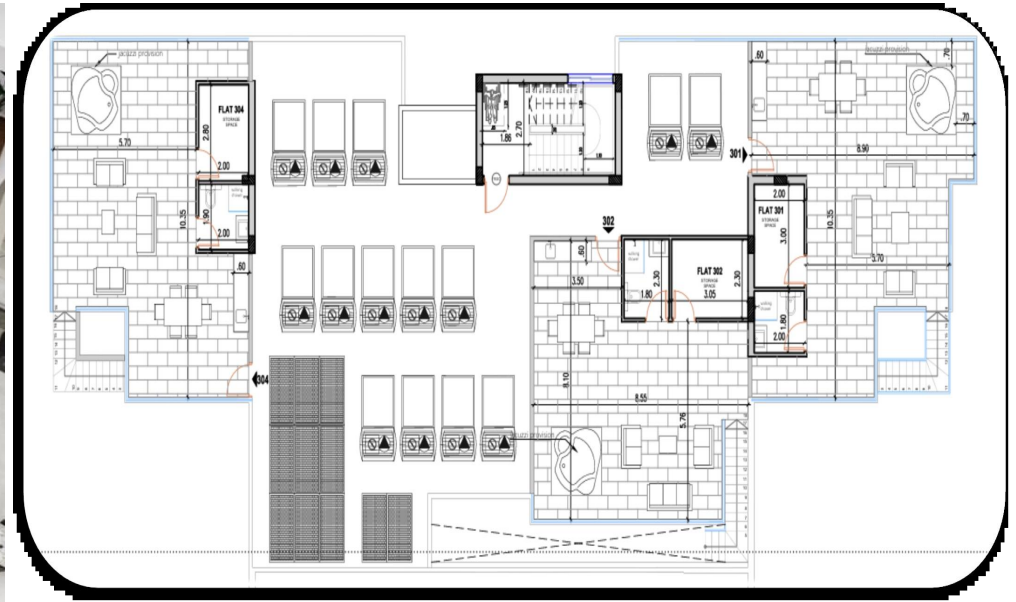 jacuzzi provision
FLAT 304
STORAGE
SPACE
2.80
2.00
5.70
10.35
1.90
2.00
.60
304
1.86
2.70
301
.60
jacuzzi provision
.70
.70
8.90
2.00
FLAT 301
STORAGE
SPACE
3.00
10.35
5.70
1.80
2.00
302
.60
3.50
2.30
1.80
FLAT 302
STORAGE
SPACE
3.05
2.30
8.10
8.55
5.76
jacuzzi provision